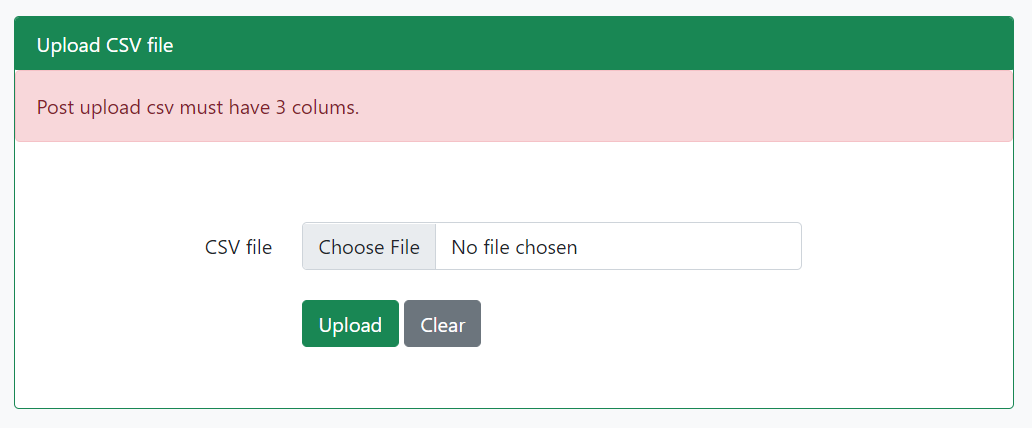 Upload CSV file
Post upload csv must have 3 colums.
CSV file
Choose File No file chosen
Upload Clear